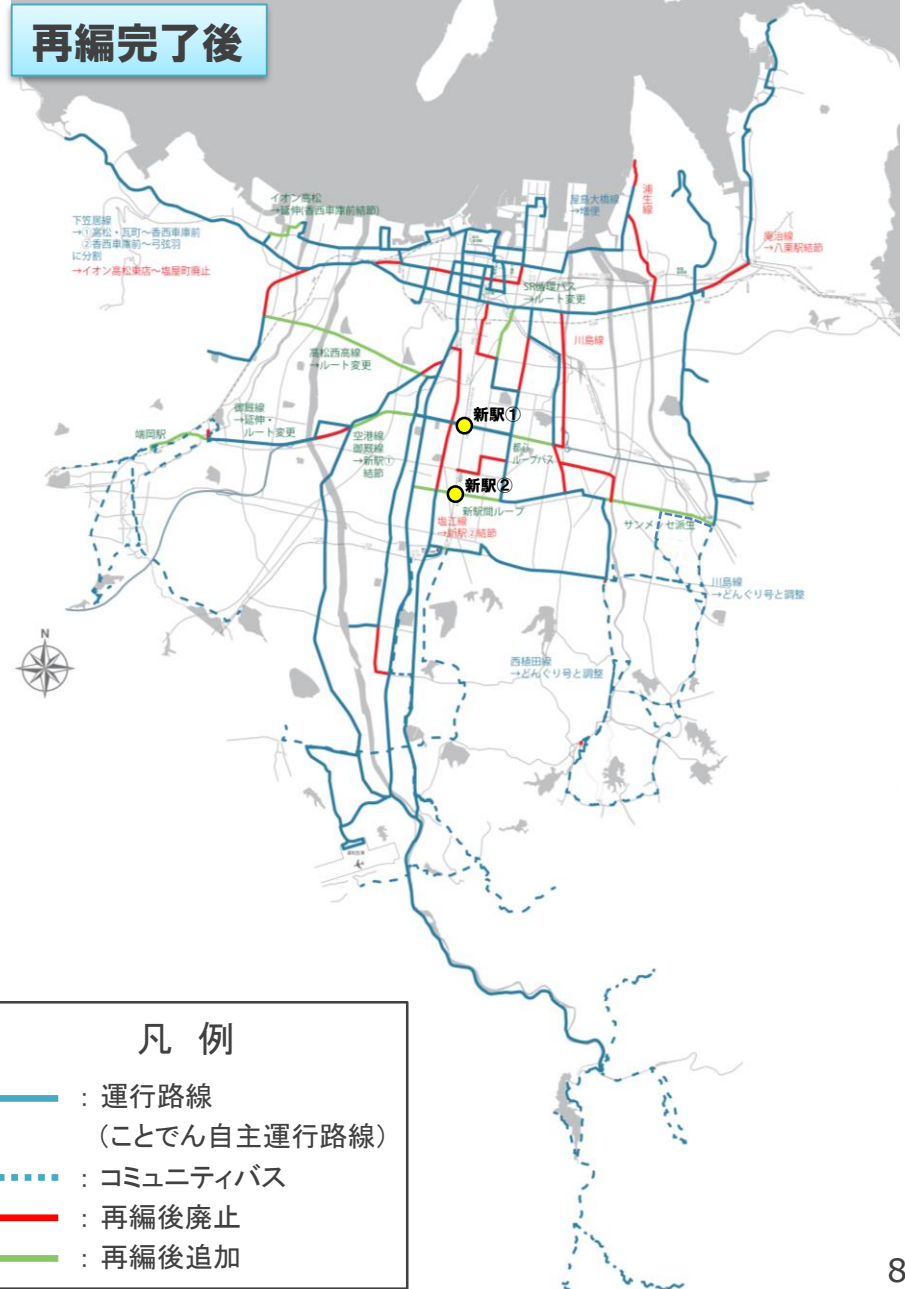 再編完了後
イオン高松
→延伸(香西車庫前結節)
下笠居線
→①高松・瓦町～香西車庫前
②香西車庫前～弓弦羽
に分割
→イオン高松東店～塩屋町廃止
屋島大橋線
→増便
浦生線
庵治線
→八栗駅結節
SR循環バス
→ルート変更
川島線
高松西高線
→ルート変更
新駅①
御厩線
→延伸・
ルート変更
端岡駅
空港線
御厩線
→新駅①
結節
ループバス
新駅②
新駅間ループ
塩江線
→新駅②結節
サンメッセ派生
川島線
→どんぐり号と調整
西植田線
→どんぐり号と調整
N
凡 例
：運行路線
（ことでん自主運行路線）
：コミュニティバス
：再編後廃止
：再編後追加
8